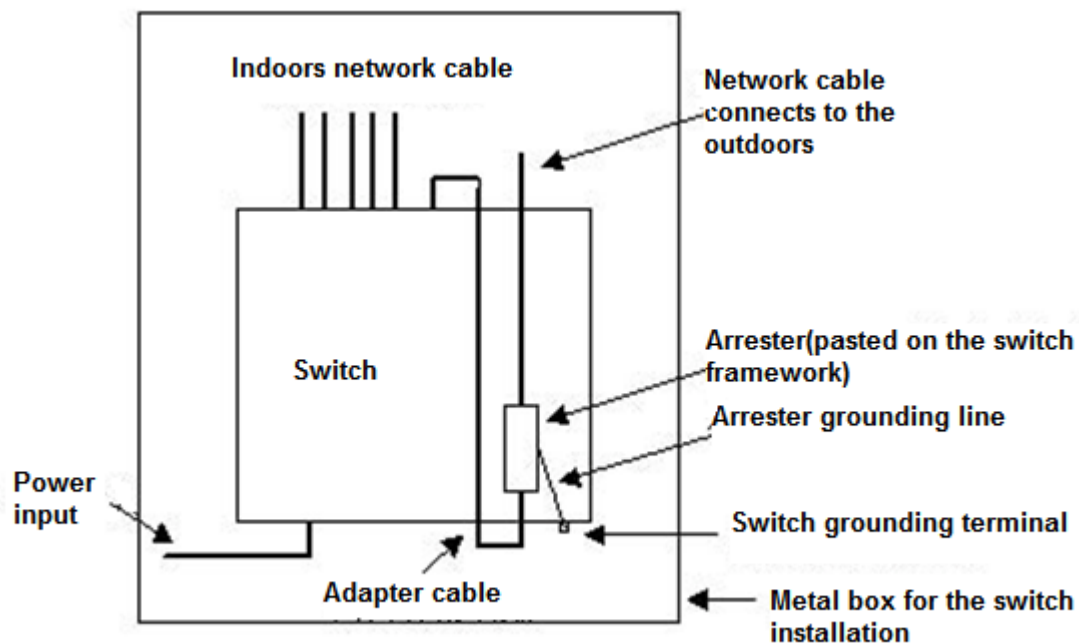 Indoors network cable
Network cable
connects to the
outdoors
Switch
Arrester(pasted on the switch
framework)
Arrester grounding line
Power
input
Switch grounding terminal
Adapter cable
Metal box for the switch
installation